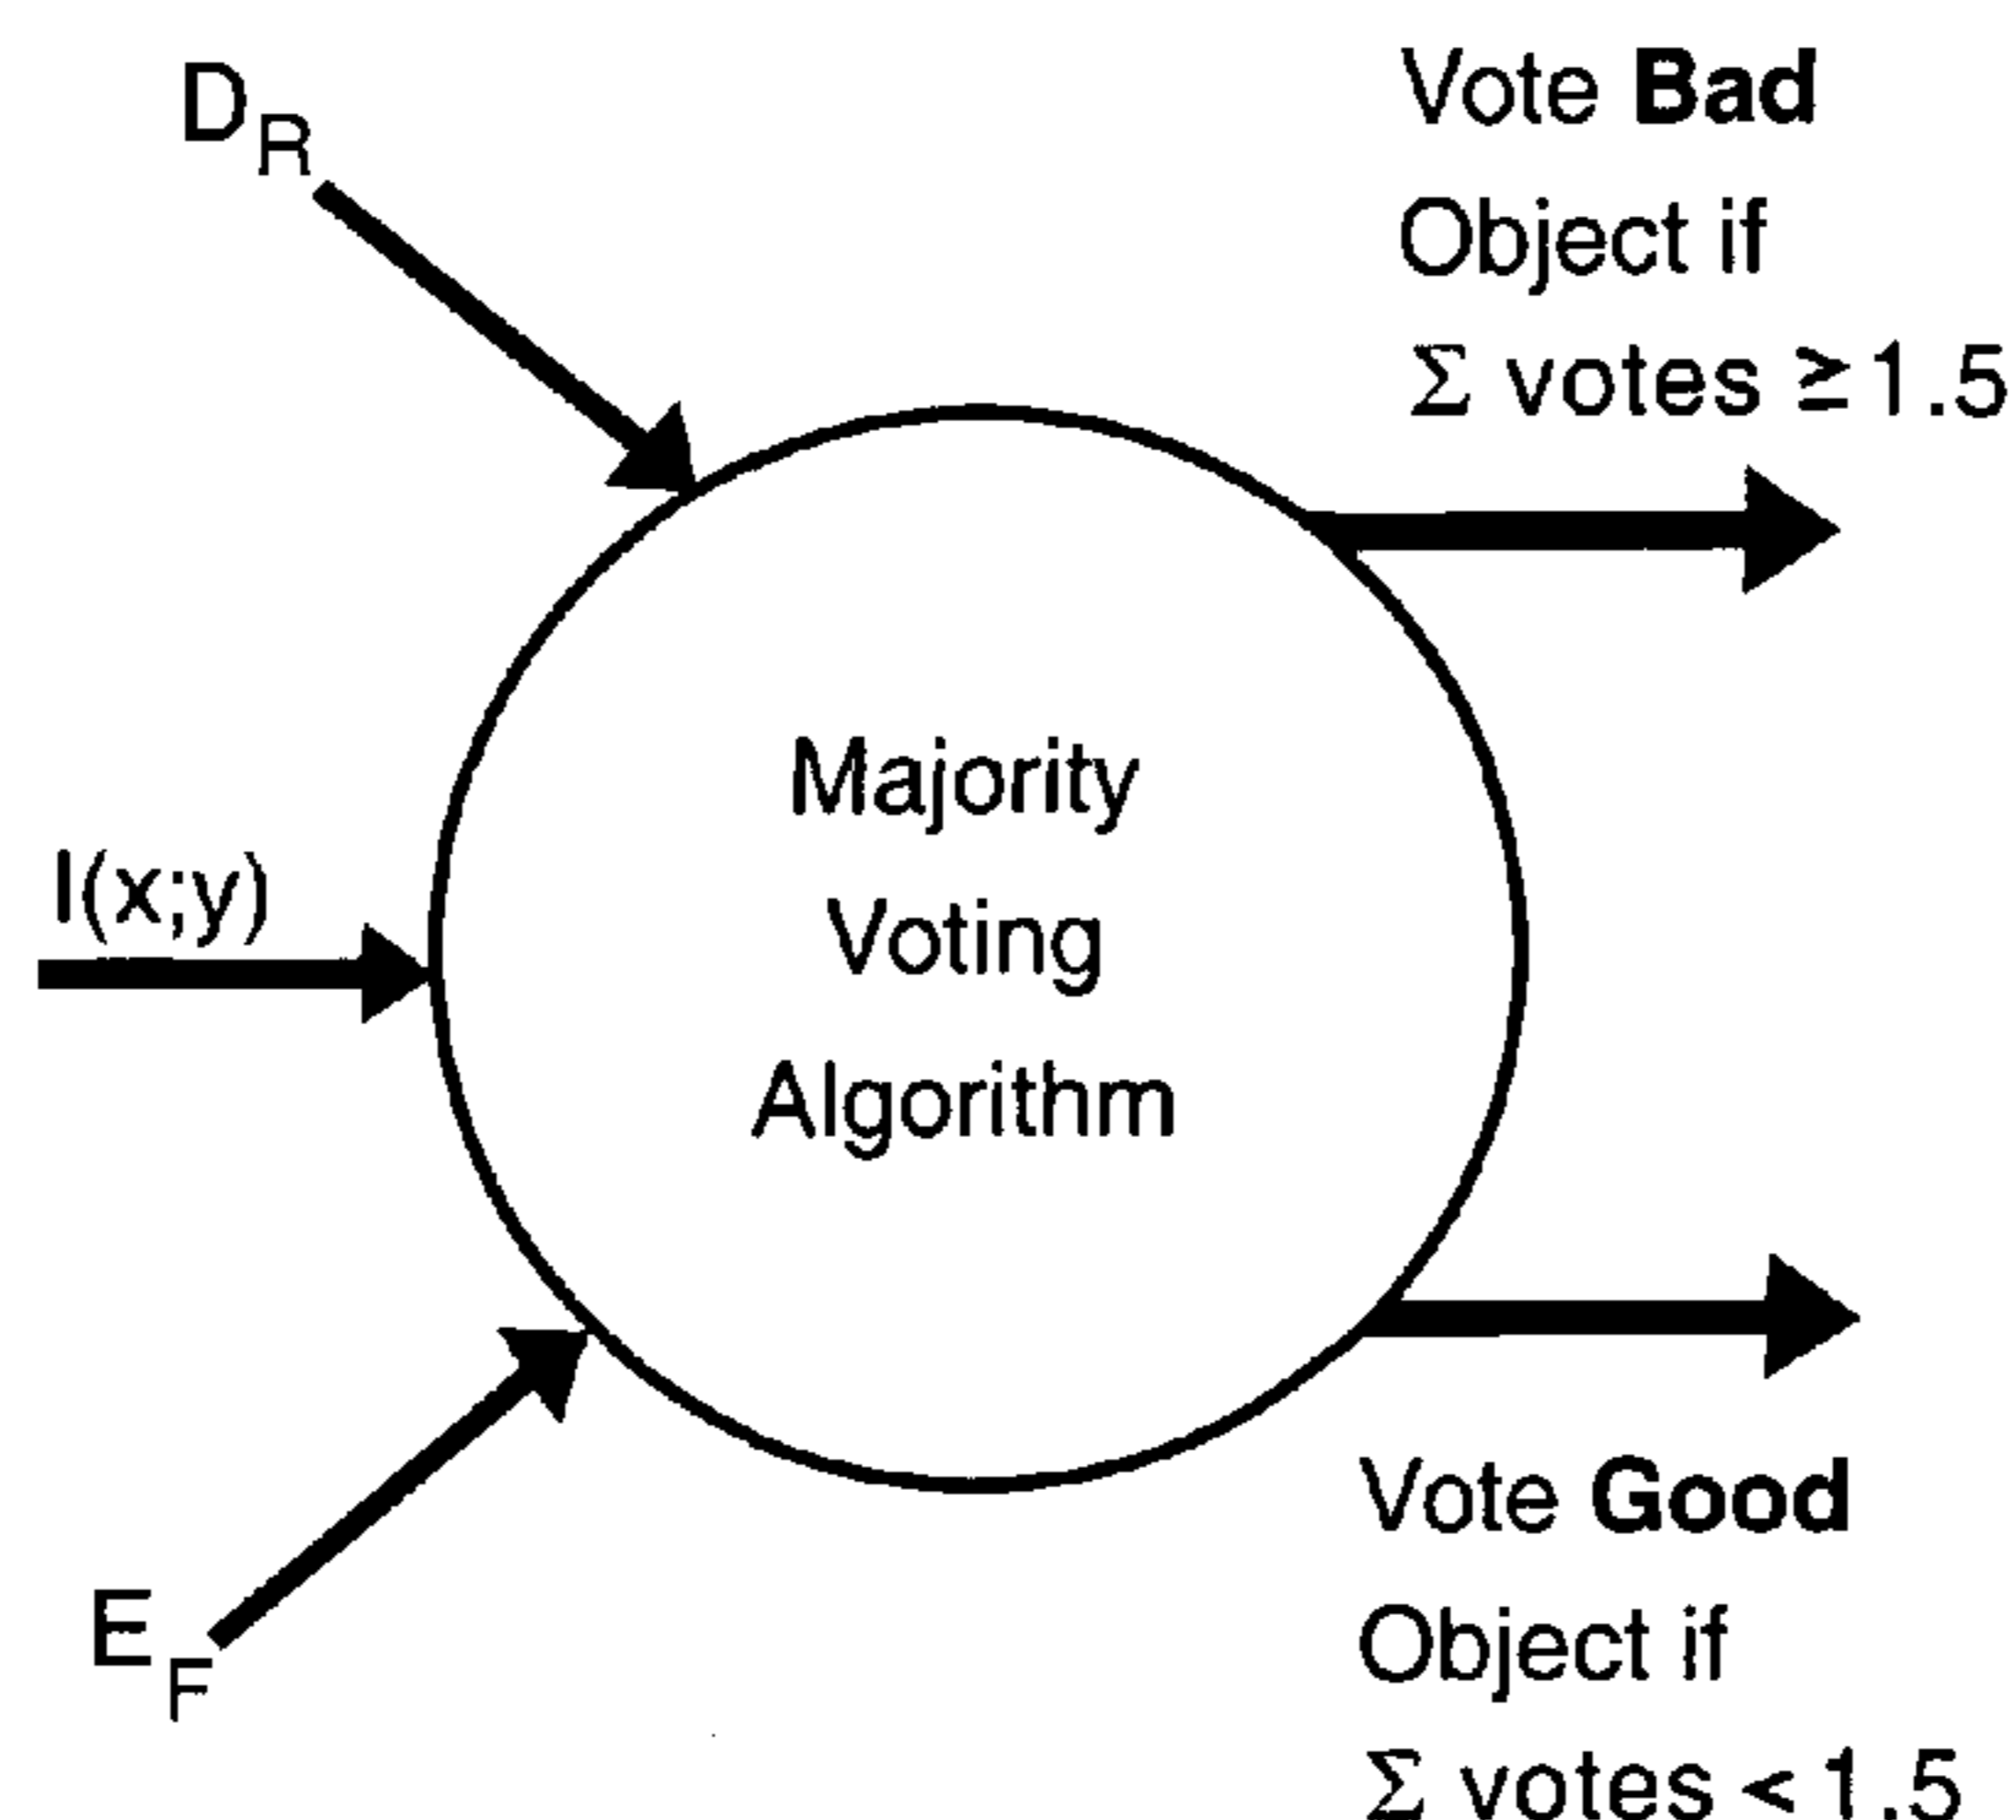 D_R
Vote Bad
Object if
Σ votes ≥1.5
I(x;y)
Majority
Voting
Algorithm
E_F
Vote Good
Object if
Σ votes < 1.5